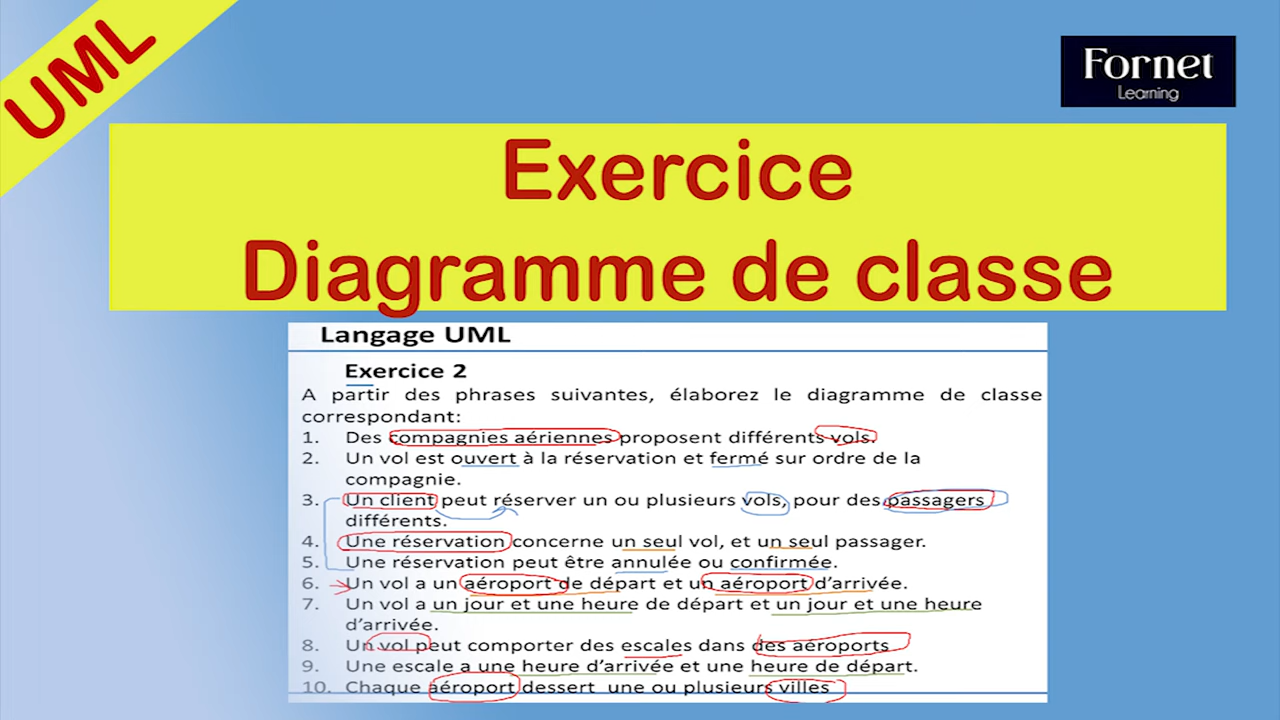 UML
Fornet
Learning
Exercice
Diagramme de classe
Langage UML
Exercice 2
A partir des phrases suivantes, élaborez le diagramme de classe
correspondant:
1. Des compagnies aériennes proposent différents vols.
2. Un vol est ouvert à la réservation et fermé sur ordre de la
compagnie.
3. Un client peut réserver un ou plusieurs vols, pour des passagers
différents.
4. Une réservation concerne un seul vol, et un seul passager.
5. Une réservation peut être annulée ou confirmée.
6. Un vol a un aéroport de départ et un aéroport d’arrivée.
7. Un vol a un jour et une heure de départ et un jour et une heure
d’arrivée.
8. Un vol peut comporter des escales dans des aéroports
9. Une escale a une heure d’arrivée et une heure de départ.
10. Chaque aéroport dessert une ou plusieurs villes